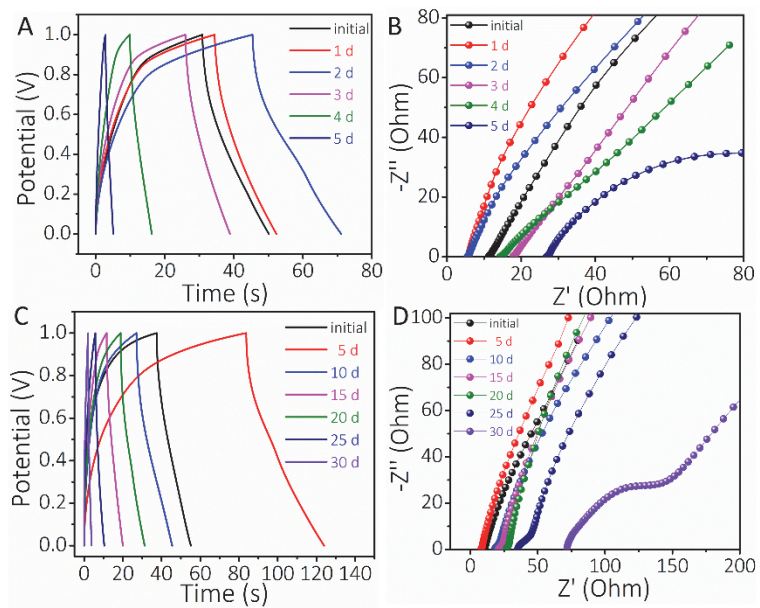 A
Potential (V)
1.0
0.8
0.6
0.4
0.2
0.0
initial
1 d
2 d
3 d
4 d
5 d
0 20 40 60 80
Time (s)
B
-Z'' (Ohm)
80
60
40
20
0
initial
1 d
2 d
3 d
4 d
5 d
0 20 40 60 80
Z' (Ohm)
C
Potential (V)
1.0
0.8
0.6
0.4
0.2
0.0
initial
5 d
10 d
15 d
20 d
25 d
30 d
0 20 40 60 80 100 120 140
Time (s)
D
-Z'' (Ohm)
100
80
60
40
20
0
initial
5 d
10 d
15 d
20 d
25 d
30 d
0 50 100 150 200
Z' (Ohm)